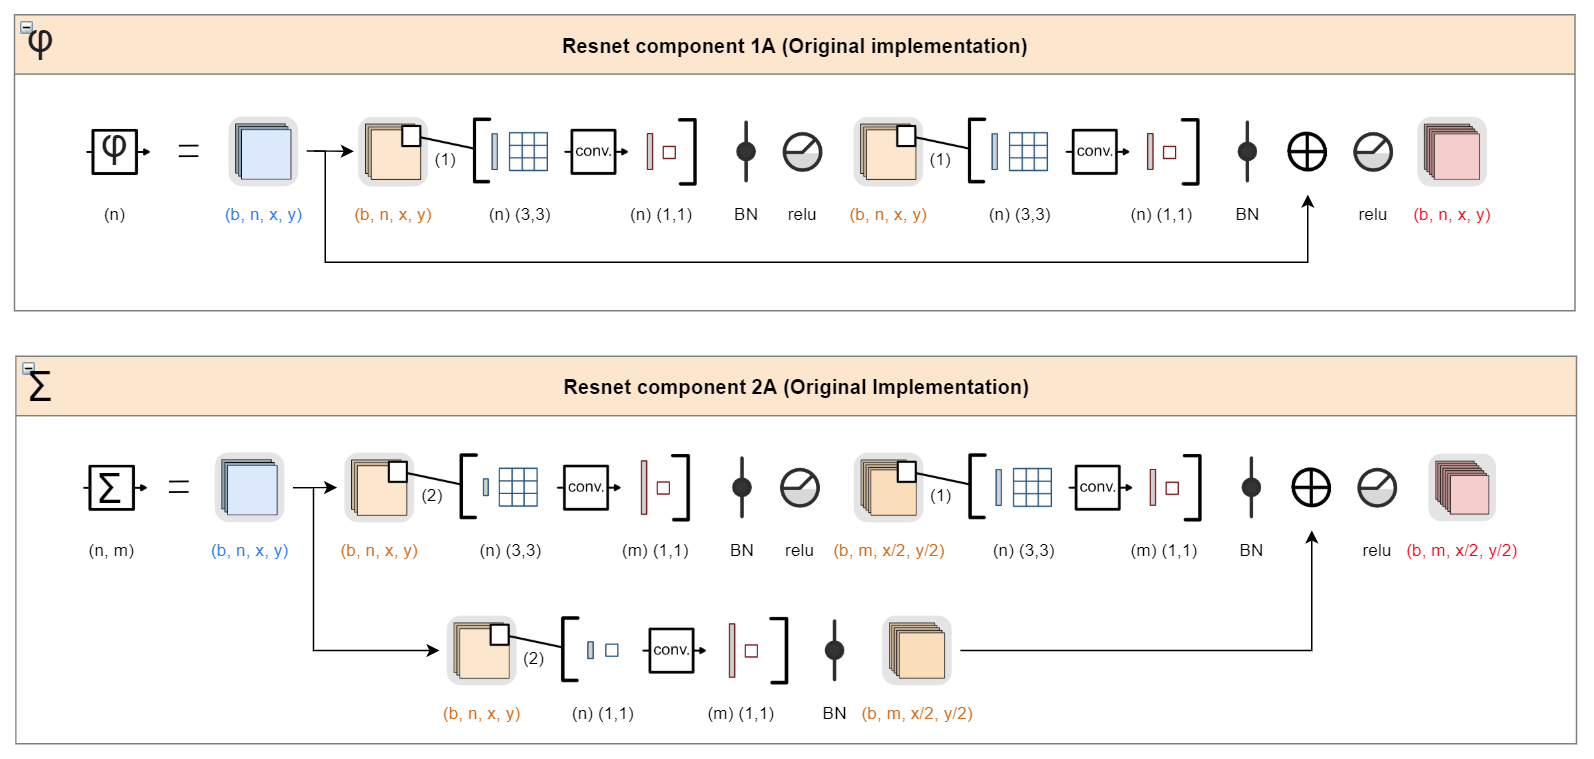 φ
Resnet component 1A (Original implementation)
φ = (1) conv. (1) conv.
(n) (b, n, x, y) (b, n, x, y) (n) (3,3) (n) (1,1) BN relu (b, n, x, y) (n) (3,3) (n) (1,1) BN relu (b, n, x, y)
Σ
Resnet component 2A (Original Implementation)
Σ = (2) conv. (1) conv.
(n, m) (b, n, x, y) (b, n, x, y) (n) (3,3) (m) (1,1) BN relu (b, m, x/2, y/2) (n) (3,3) (m) (1,1) BN relu (b, m, x/2, y/2)
(2) conv.
(b, n, x, y) (n) (1,1) (m) (1,1) BN (b, m, x/2, y/2)